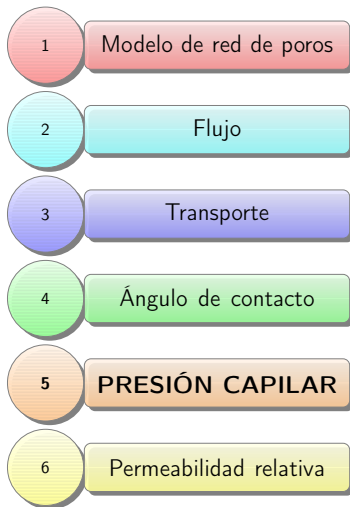 1 Modelo de red de poros
2 Flujo
3 Transporte
4 Ángulo de contacto
5 PRESIÓN CAPILAR
6 Permeabilidad relativa